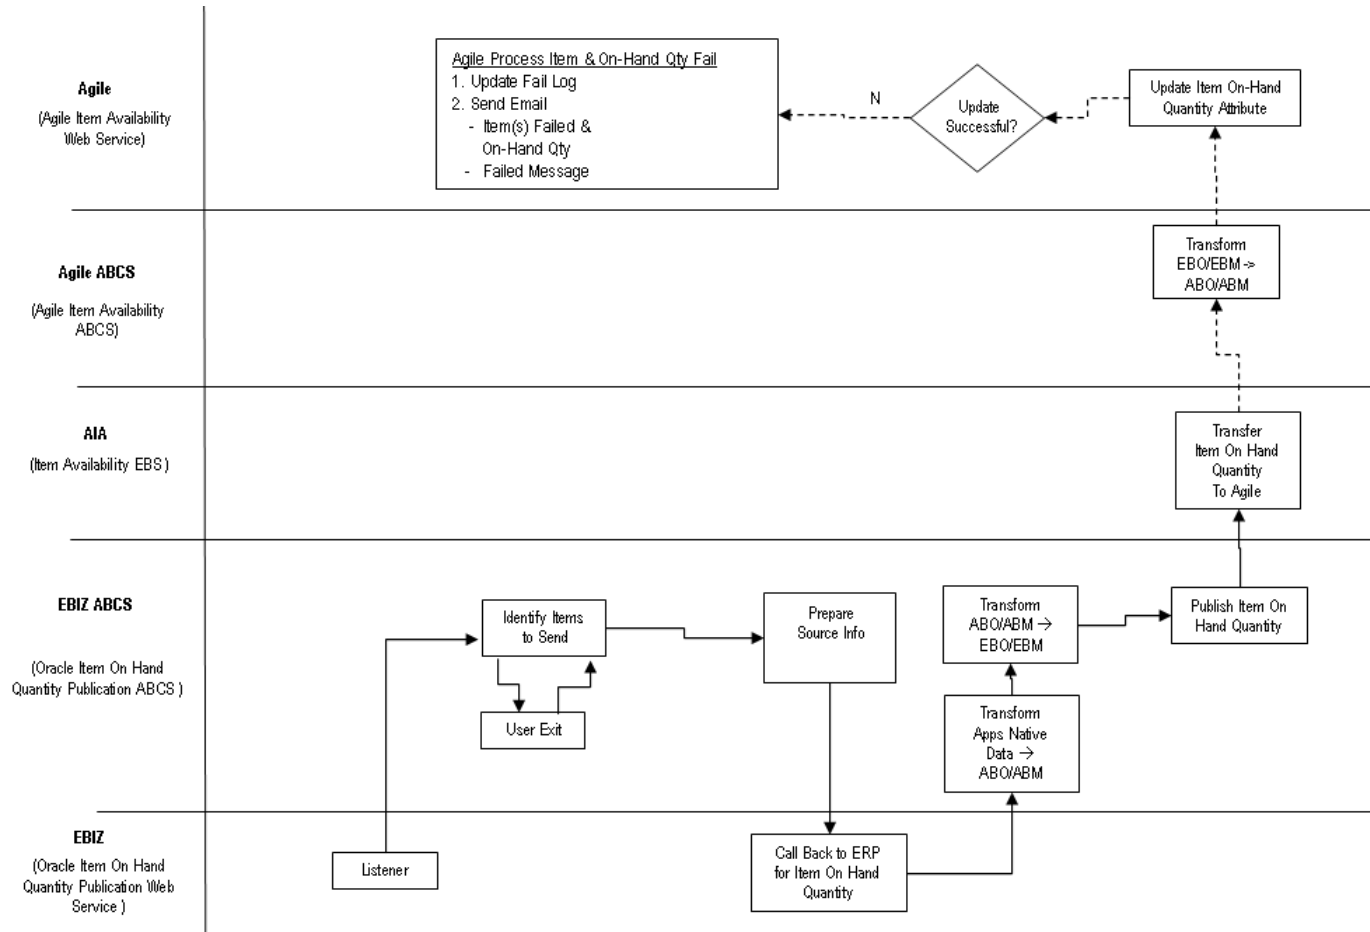 Agile
(Agile Item Availability
Web Service)
Agile Process Item & On-Hand Qty Fail
1. Update Fail Log
2. Send Email
- Item(s) Failed &
On-Hand Qty
- Failed Message
N
Update
Successful?
Update Item On-Hand
Quantity Attribute
Agile ABCS
(Agile Item Availability
ABCS)
Transform
EBO/EBM ->
ABO/ABM
AIA
(Item Availability EBS )
Transfer
Item On Hand
Quantity
To Agile
EBIZ ABCS
(Oracle Item On Hand
Quantity Publication ABCS )
Identify Items
to Send
User Exit
Prepare
Source Info
Transform
ABO/ABM →
EBO/EBM
Publish Item On
Hand Quantity
Transform
Apps Native
Data →
ABO/ABM
EBIZ
(Oracle Item On Hand
Quantity Publication Web
Service )
Listener
Call Back to ERP
for Item On Hand
Quantity